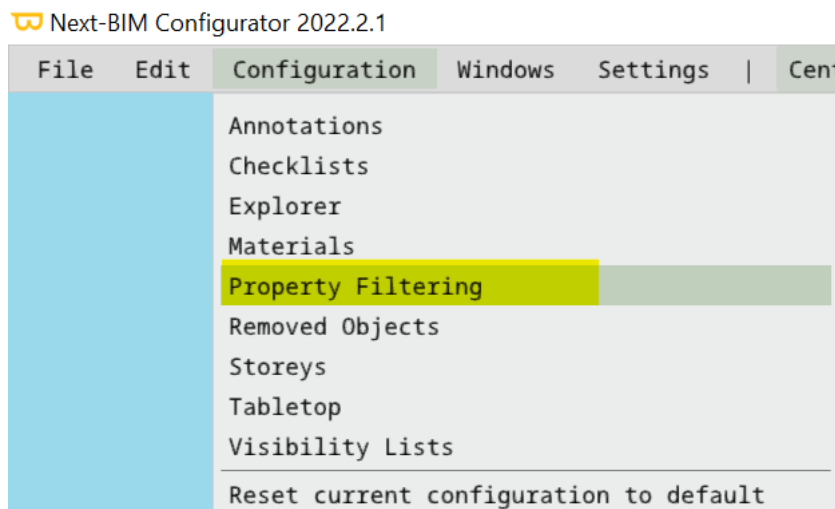 Next-BIM Configurator 2022.2.1
File Edit Configuration Windows Settings | Cen
Annotations
Checklists
Explorer
Materials
Property Filtering
Removed Objects
Storeys
Tabletop
Visibility Lists
Reset current configuration to default